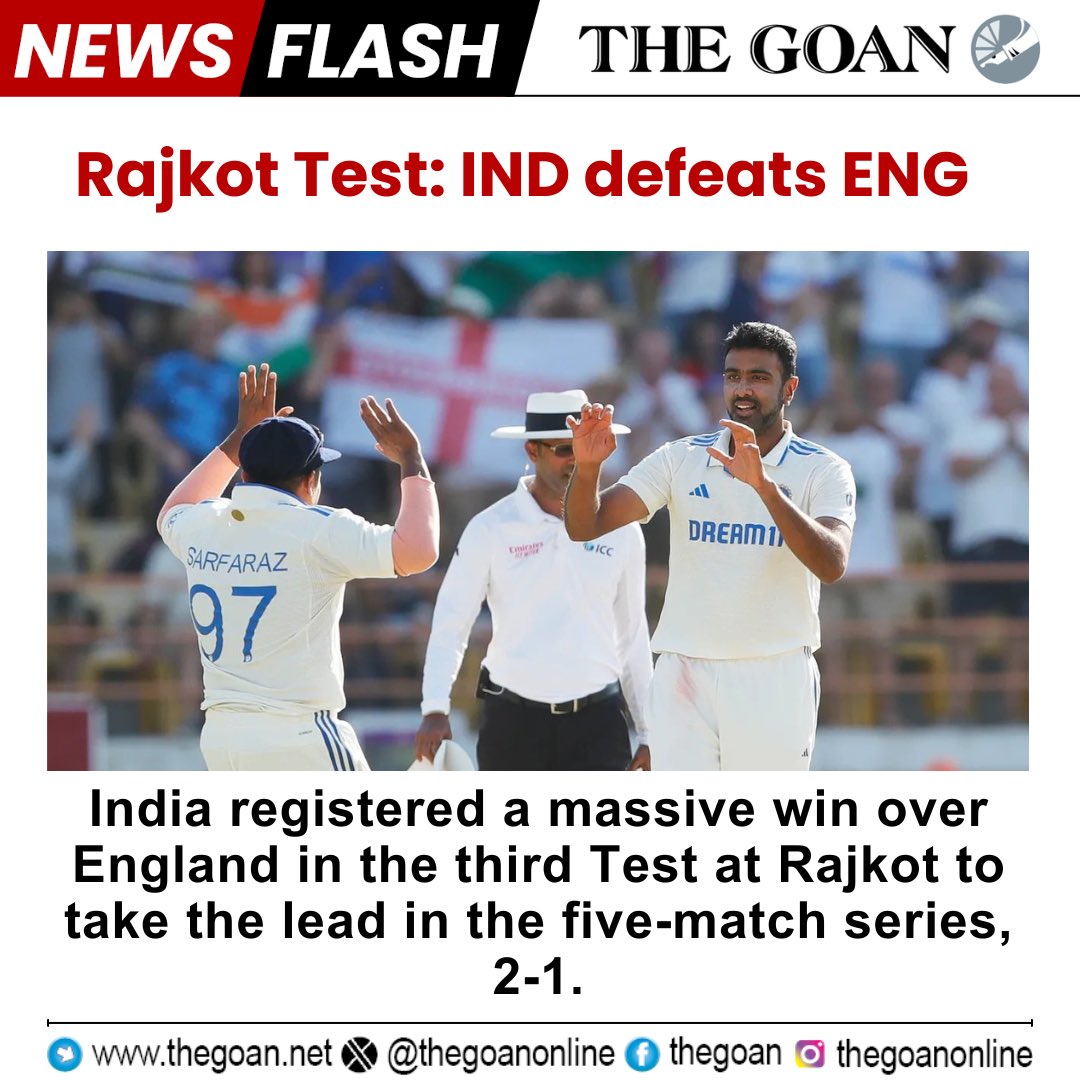 NEWS FLASH THE GOAN
Rajkot Test: IND defeats ENG
SARFARAZ
97
Emirates
ICC
DREAM11
India registered a massive win over
England in the third Test at Rajkot to
take the lead in the five-match series,
2-1.
www.thegoan.net @thegoanonline thegoan thegoanonline